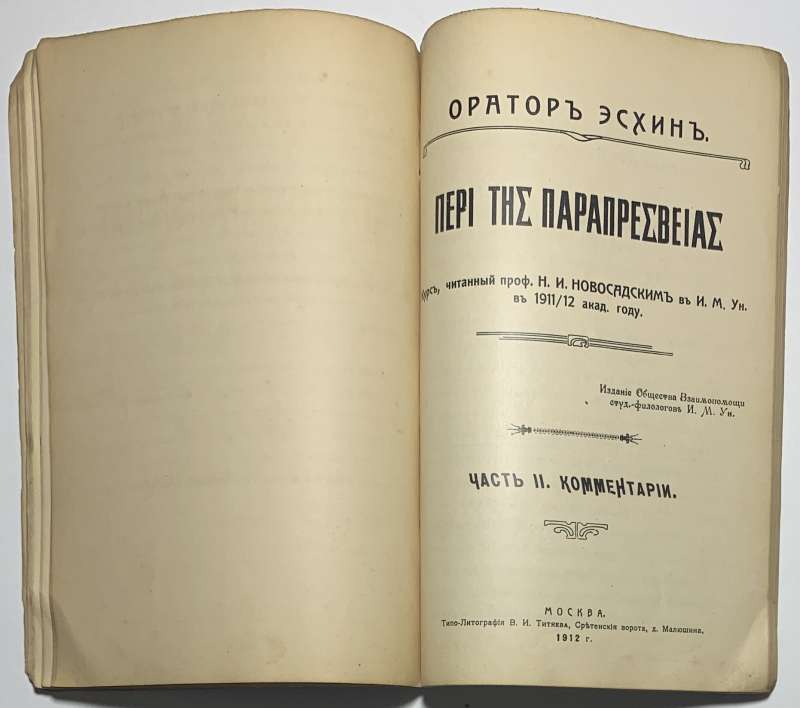 ОРАТОРЪ ЭСХИНЪ.
ΠΕΡΙ ΤΗΣ ΠΑΡΑΠΡΕΣΒΕΙΑΣ
Курсъ, читанный проф. Н. И. НОВОСАДСКИМЪ въ И. М. Ун.
въ 1911/12 акад. году.
Изданіе Общества Взаимопомощи
студ.-филологовъ И. М. Ун.
ЧАСТЬ II. КОММЕНТАРІИ.
МОСКВА.
Типо-Литографія В. И. Титяева, Срѣтенскія ворота, д. Малюшина,
1912 г.